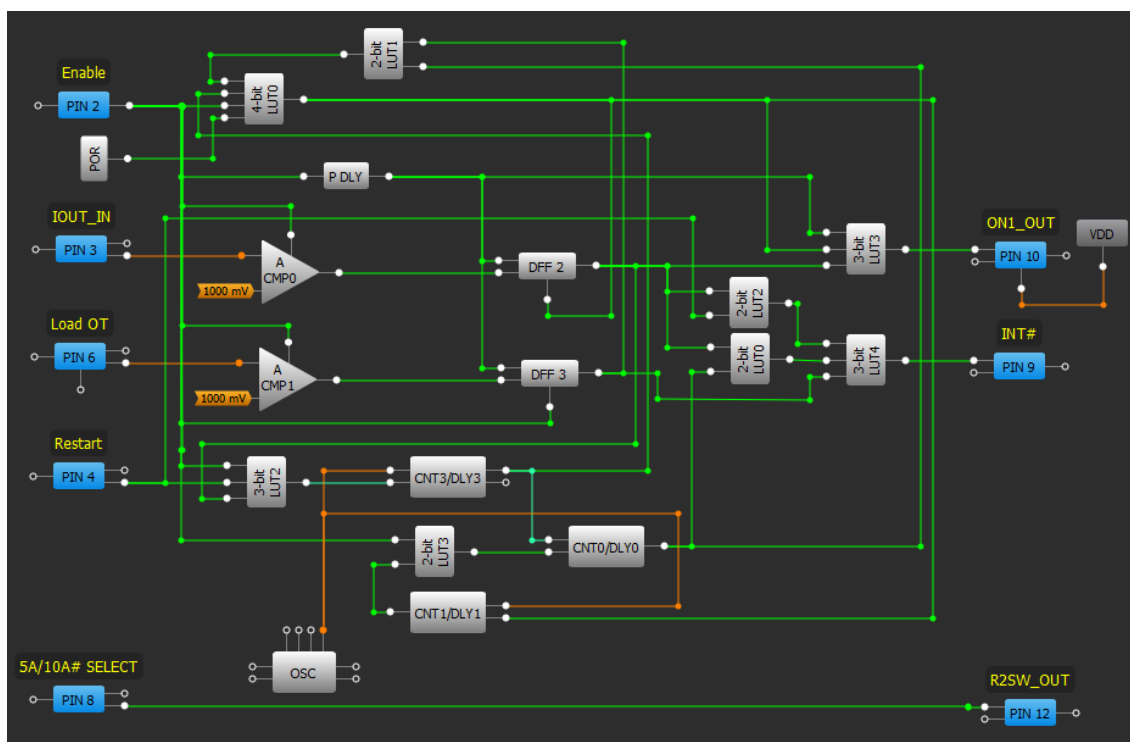 2-bit
LUT1
Enable
PIN 2
4-bit
LUT0
POR
P DLY
IOUT_IN
PIN 3
A
CMP0
1000 mV
DFF 2
3-bit
LUT3
ON1_OUT
PIN 10
VDD
2-bit
LUT2
Load OT
PIN 6
A
CMP1
1000 mV
DFF 3
2-bit
LUT0
3-bit
LUT4
INT#
PIN 9
Restart
PIN 4
3-bit
LUT2
CNT3/DLY3
2-bit
LUT3
CNT0/DLY0
CNT1/DLY1
OSC
5A/10A# SELECT
PIN 8
R2SW_OUT
PIN 12